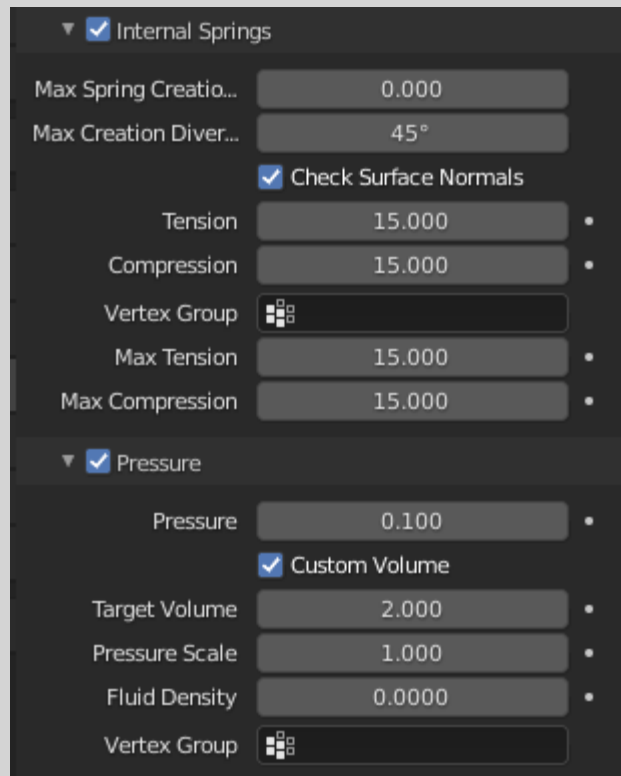 Internal Springs
Max Spring Creatio... 0.000
Max Creation Diver... 45°
Check Surface Normals
Tension 15.000
Compression 15.000
Vertex Group
Max Tension 15.000
Max Compression 15.000
Pressure
Pressure 0.100
Custom Volume
Target Volume 2.000
Pressure Scale 1.000
Fluid Density 0.0000
Vertex Group